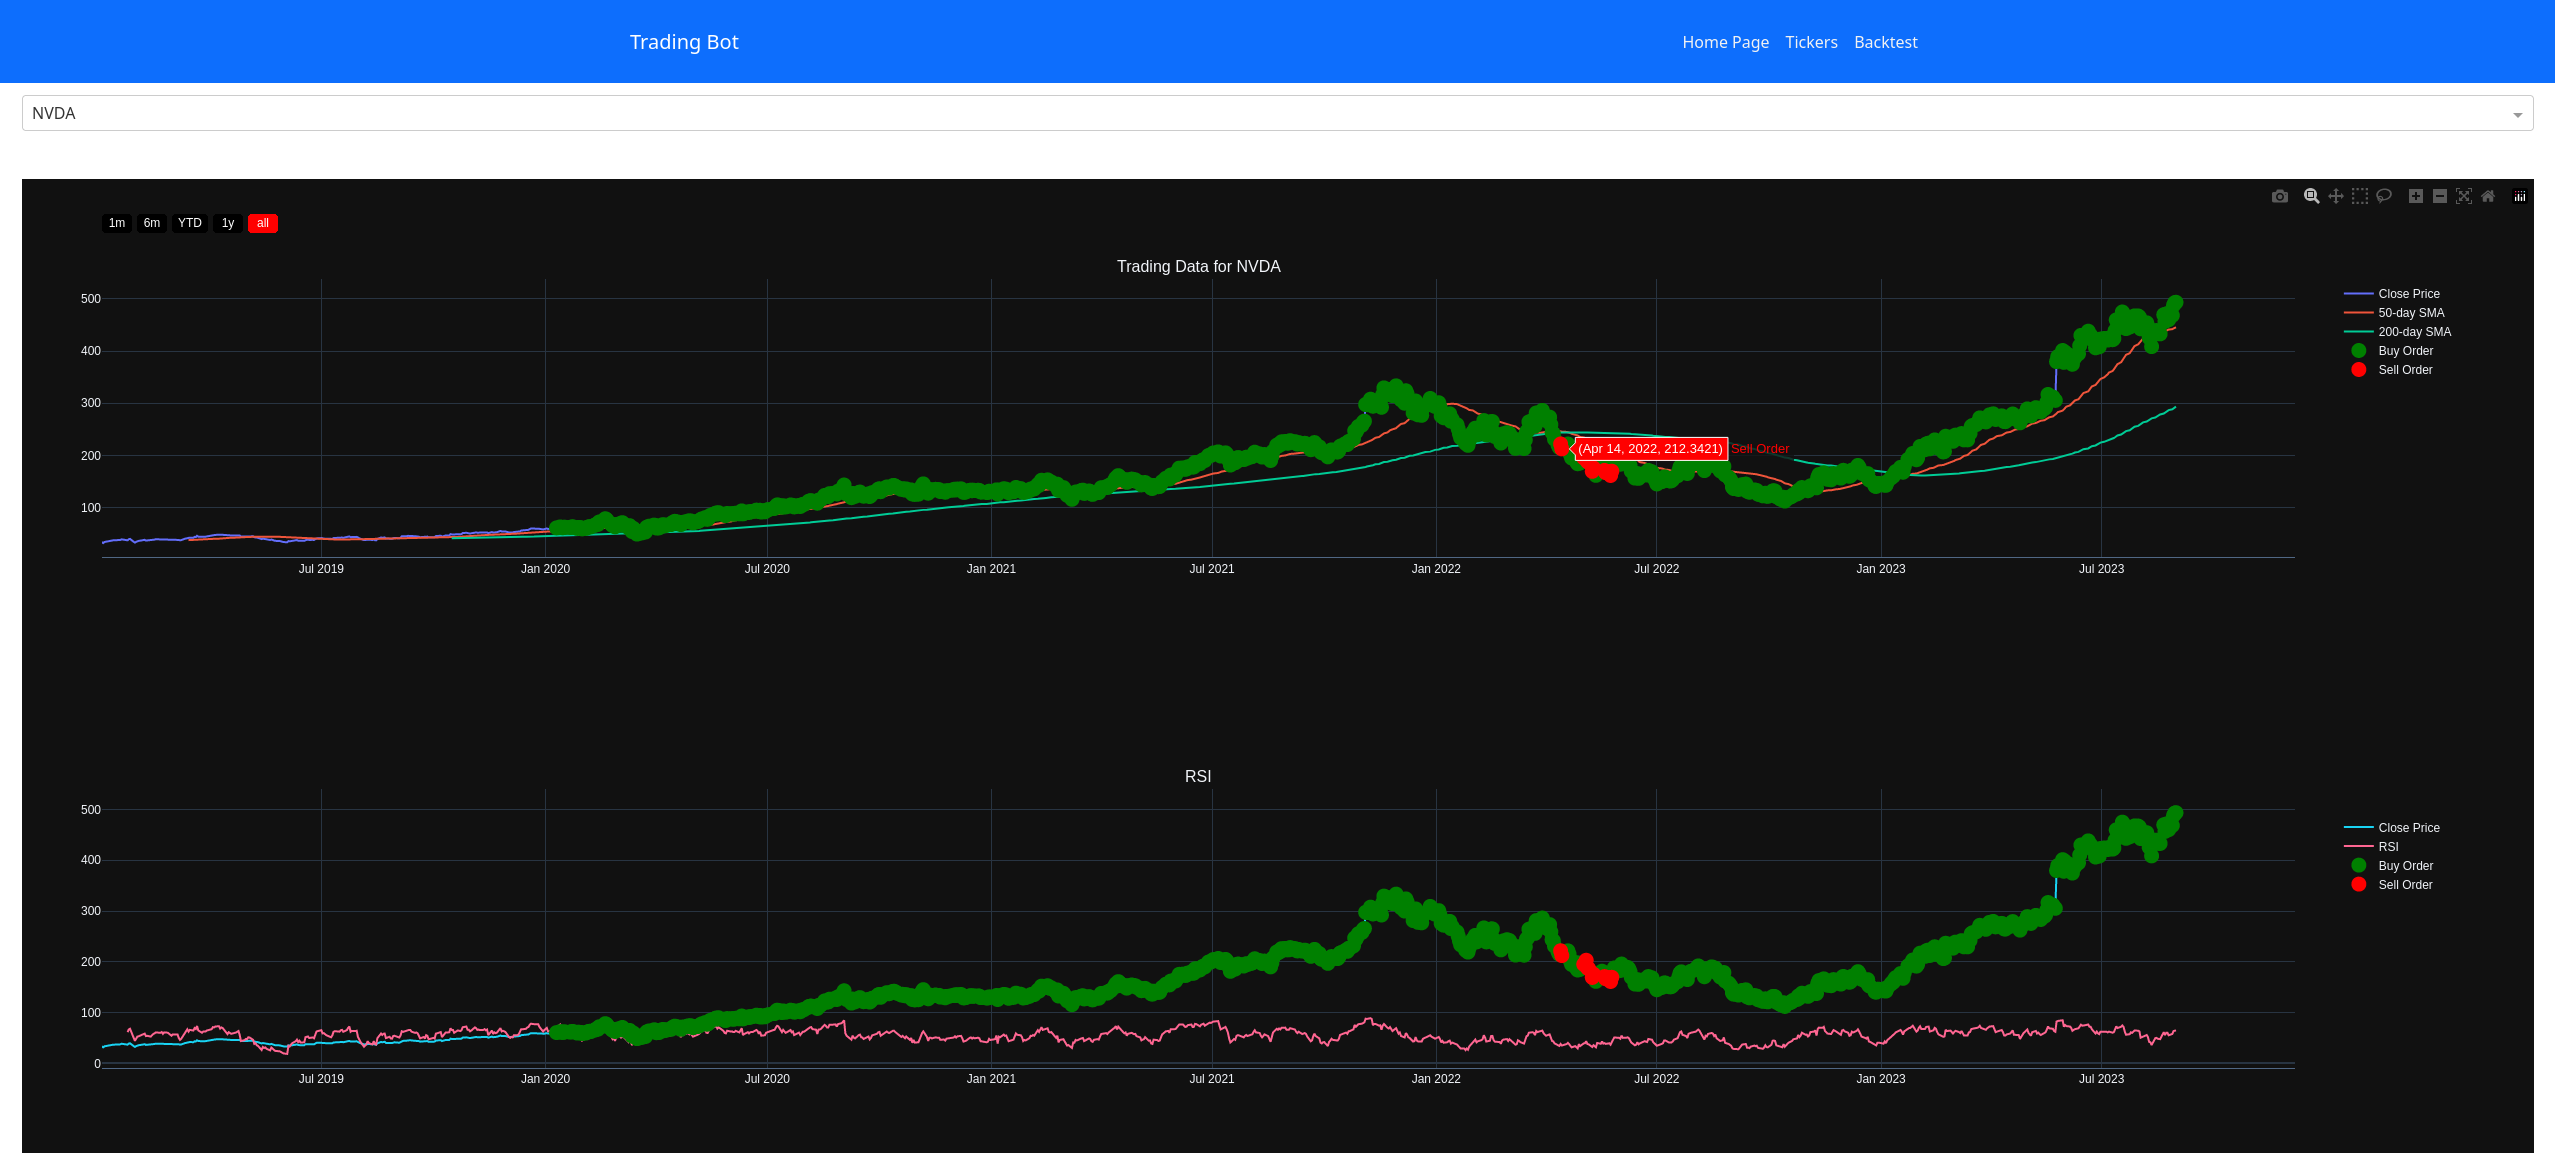 Trading Bot
Home Page Tickers Backtest
NVDA
1m 6m YTD 1y all
Trading Data for NVDA
500
400
300
200
100
Close Price
50-day SMA
200-day SMA
Buy Order
Sell Order
(Apr 14, 2022, 212.3421) Sell Order
Jul 2019 Jan 2020 Jul 2020 Jan 2021 Jul 2021 Jan 2022 Jul 2022 Jan 2023 Jul 2023
RSI
500
400
300
200
100
0
Close Price
RSI
Buy Order
Sell Order
Jul 2019 Jan 2020 Jul 2020 Jan 2021 Jul 2021 Jan 2022 Jul 2022 Jan 2023 Jul 2023